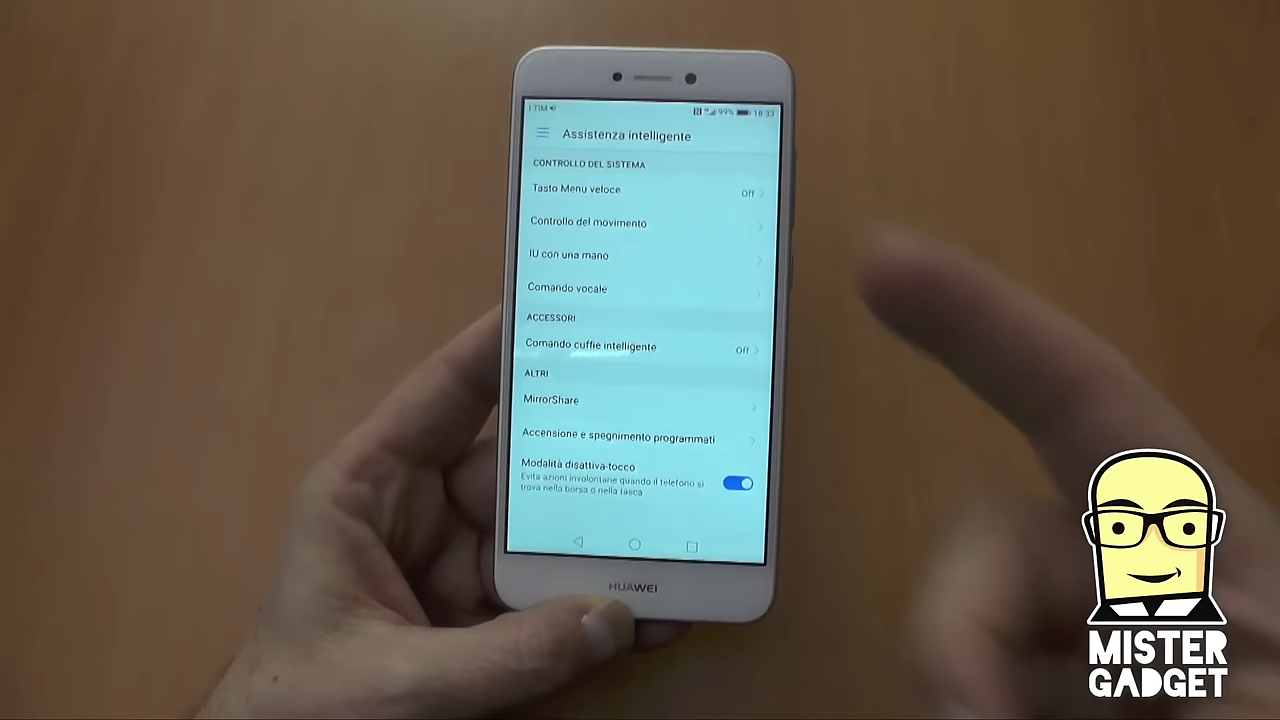 TIM
99% 18:33
Assistenza intelligente
CONTROLLO DEL SISTEMA
Tasto Menu veloce
Off
Controllo del movimento
IU con una mano
Comando vocale
ACCESSORI
Comando cuffie intelligente
Off
ALTRI
MirrorShare
Accensione e spegnimento programmati
Modalità disattiva-tocco
Evita azioni involontarie quando il telefono si
trova nella borsa o nella tasca
HUAWEI
MISTER
GADGET